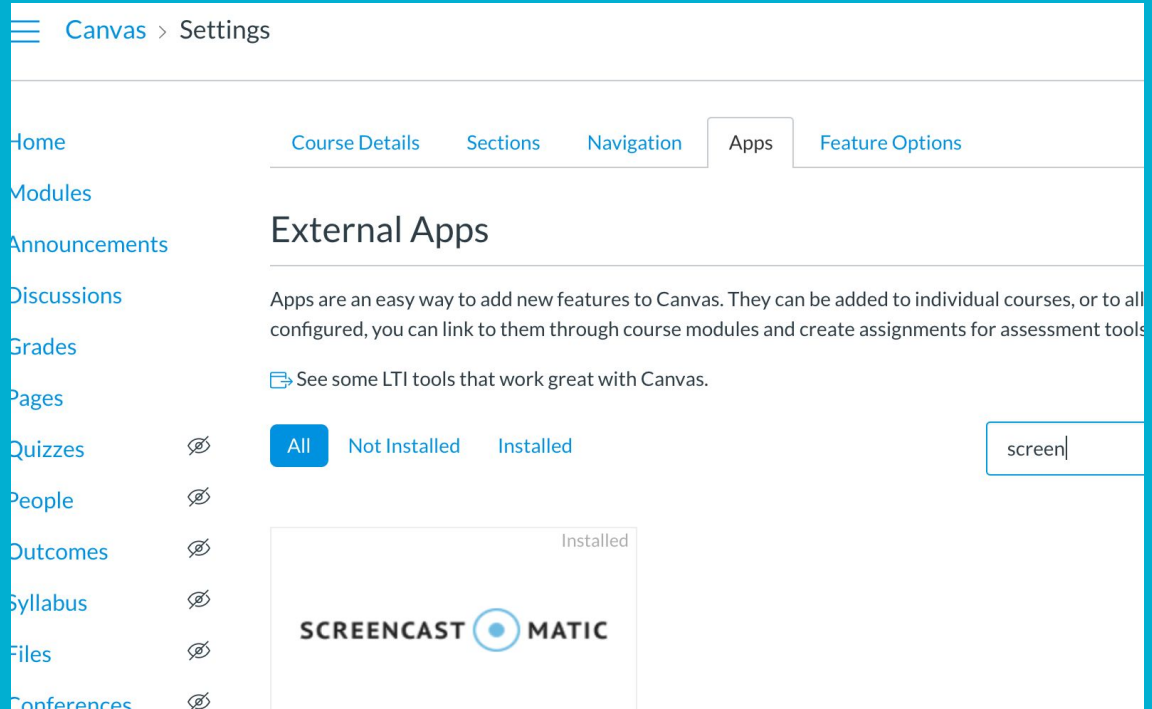 Canvas > Settings
Home
Modules
Announcements
Discussions
Grades
Pages
Quizzes
People
Outcomes
Syllabus
Files
Conferences
Course Details Sections Navigation Apps Feature Options
External Apps
Apps are an easy way to add new features to Canvas. They can be added to individual courses, or to all
configured, you can link to them through course modules and create assignments for assessment tools
See some LTI tools that work great with Canvas.
All Not Installed Installed
screen
Installed
SCREENCAST MATIC